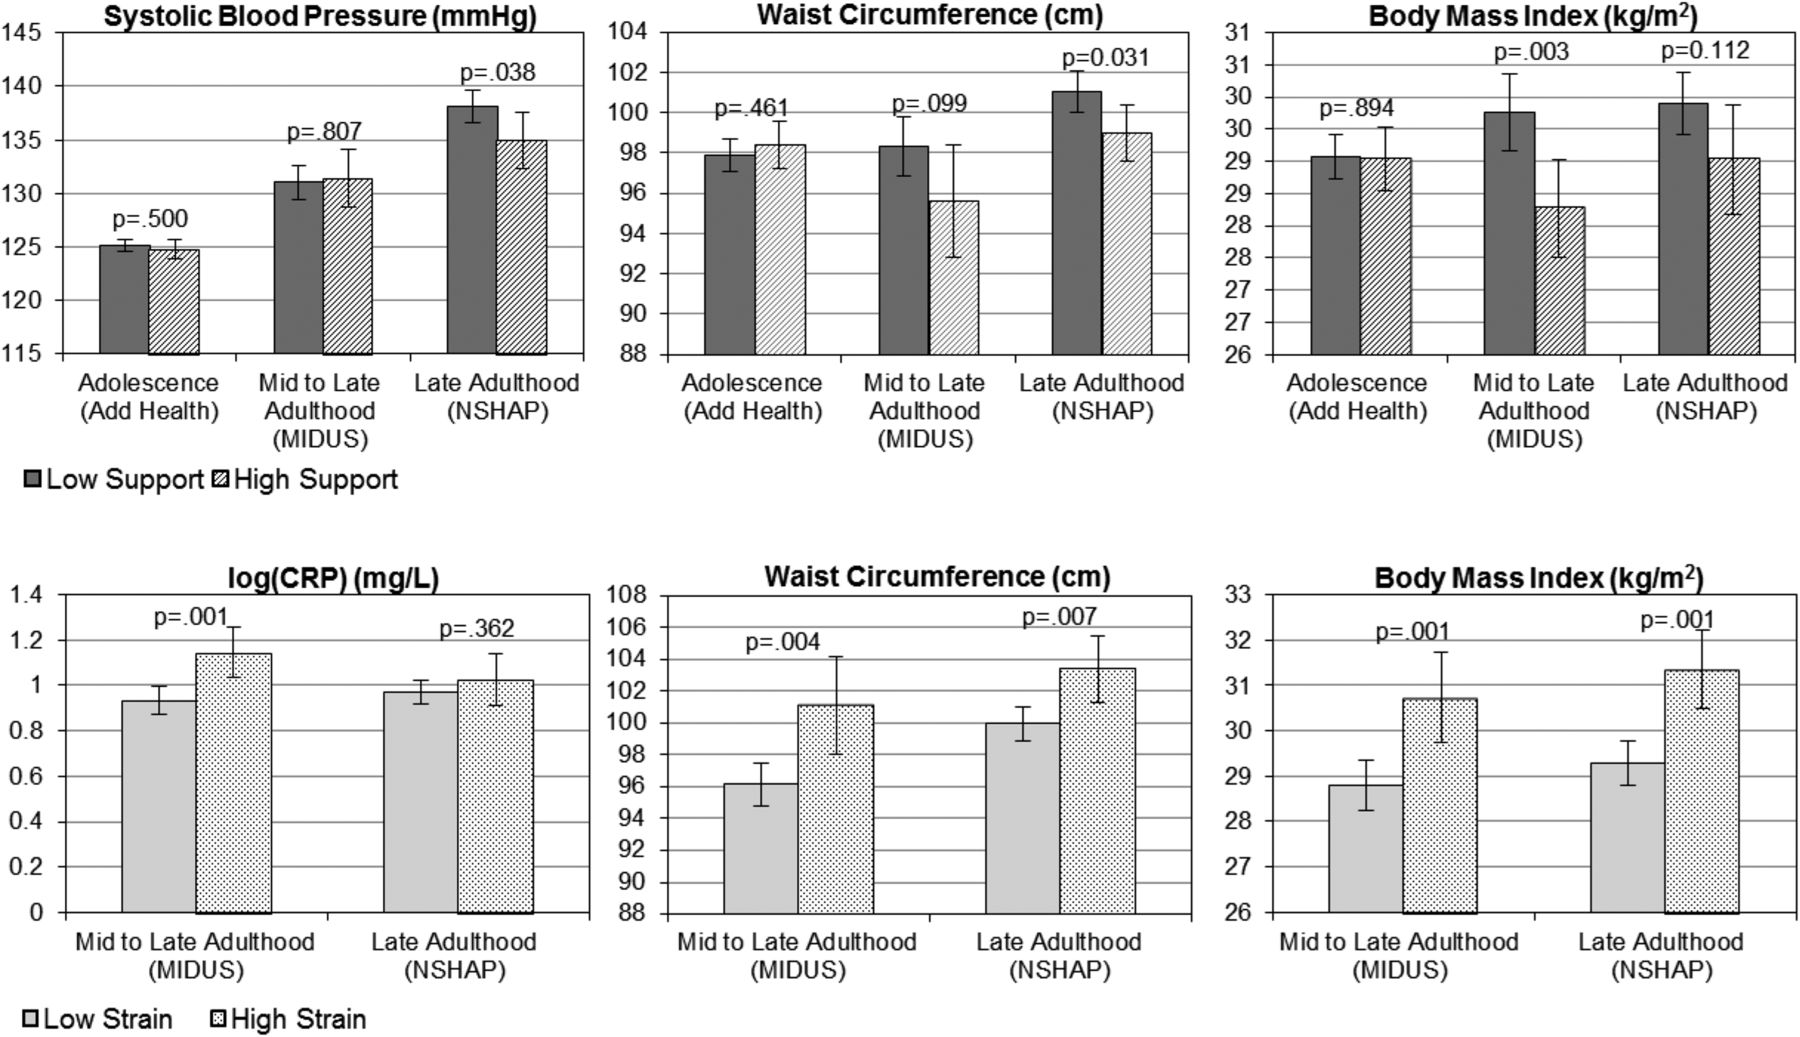 Systolic Blood Pressure (mmHg)
145
140
135
130
125
120
115
p=.500
p=.807
p=.038
Adolescence
(Add Health)
Mid to Late
Adulthood
(MIDUS)
Late Adulthood
(NSHAP)
Waist Circumference (cm)
104
102
100
98
96
94
92
90
88
p=.461
p=.099
p=0.031
Adolescence
(Add Health)
Mid to Late
Adulthood
(MIDUS)
Late Adulthood
(NSHAP)
Body Mass Index (kg/m²)
31
31
30
30
29
29
28
28
27
27
26
p=.894
p=.003
p=0.112
Adolescence
(Add Health)
Mid to Late
Adulthood
(MIDUS)
Late Adulthood
(NSHAP)
Low Support High Support
log(CRP) (mg/L)
1.4
1.2
1
0.8
0.6
0.4
0.2
0
p=.001
p=.362
Mid to Late Adulthood
(MIDUS)
Late Adulthood
(NSHAP)
Waist Circumference (cm)
108
106
104
102
100
98
96
94
92
90
88
p=.004
p=.007
Mid to Late Adulthood
(MIDUS)
Late Adulthood
(NSHAP)
Body Mass Index (kg/m²)
33
32
31
30
29
28
27
26
p=.001
p=.001
Mid to Late Adulthood
(MIDUS)
Late Adulthood
(NSHAP)
Low Strain High Strain